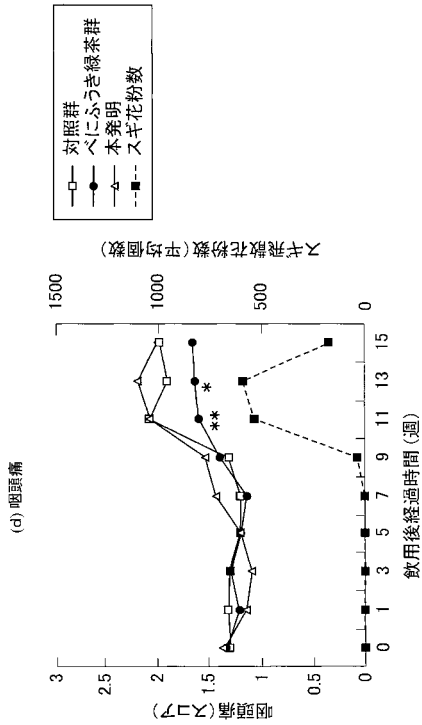 (d) 咽頭痛
対照群
べにふうき緑茶群
本発明
スギ花粉数
咽頭痛(スコア)
3
2.5
2
1.5
1
0.5
0
スギ飛散花粉数(平均個数)
1500
1000
500
0
**
*
0 1 3 5 7 9 11 13 15
飲用後経過時間 (週)